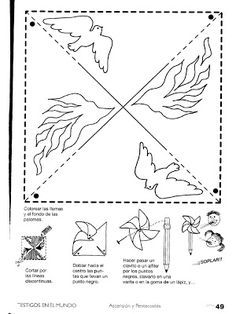 Colorear las llamas
y el fondo de las
palomas.
Cortar por
las líneas
discontinuas.
Doblar hacia el
centro las pun-
tas que llevan un
punto negro.
Hacer pasar un
clavito o un alfiler
por los puntos
negros, clavarlo en una
varita o en la goma de un lápiz, y...
¡SOPLAR!
TESTIGOS EN EL MUNDO
Ascensión y Pentecostés
49